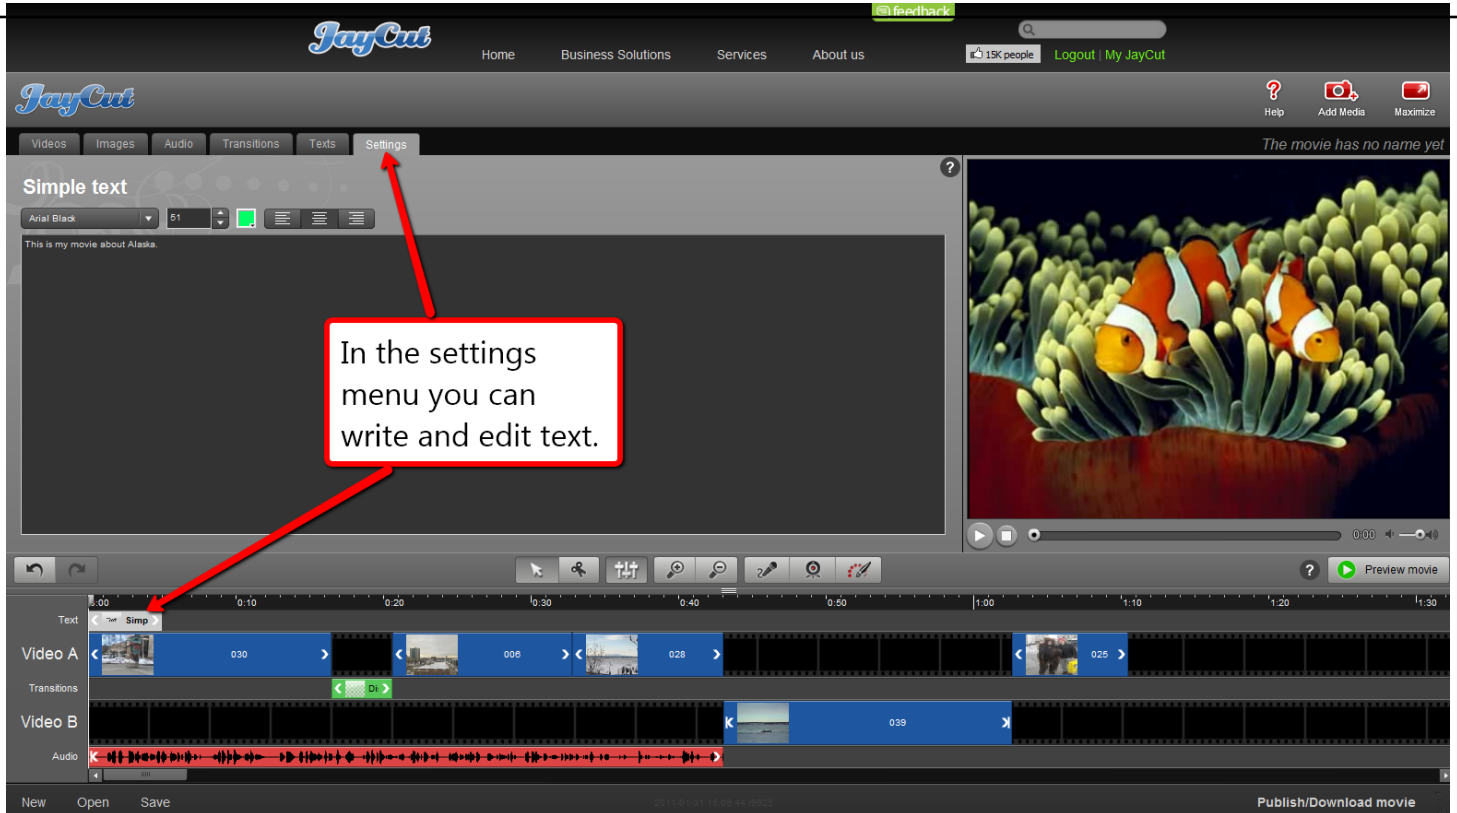 feedback
JayCut
Home Business Solutions Services About us
15K people Logout | My JayCut
JayCut
Help Add Media Maximize
Videos Images Audio Transitions Texts Settings
The movie has no name yet
Simple text
?
Arial Black 51
This is my movie about Alaska.
In the settings
menu you can
write and edit text.
0:00
? Preview movie
0:10 0:20 0:30 0:40 0:50 1:00 1:10 1:20 1:30
Text Simp
Video A 030 006 028 025
Transitions Di
Video B 039
Audio
New Open Save
Publish/Download movie